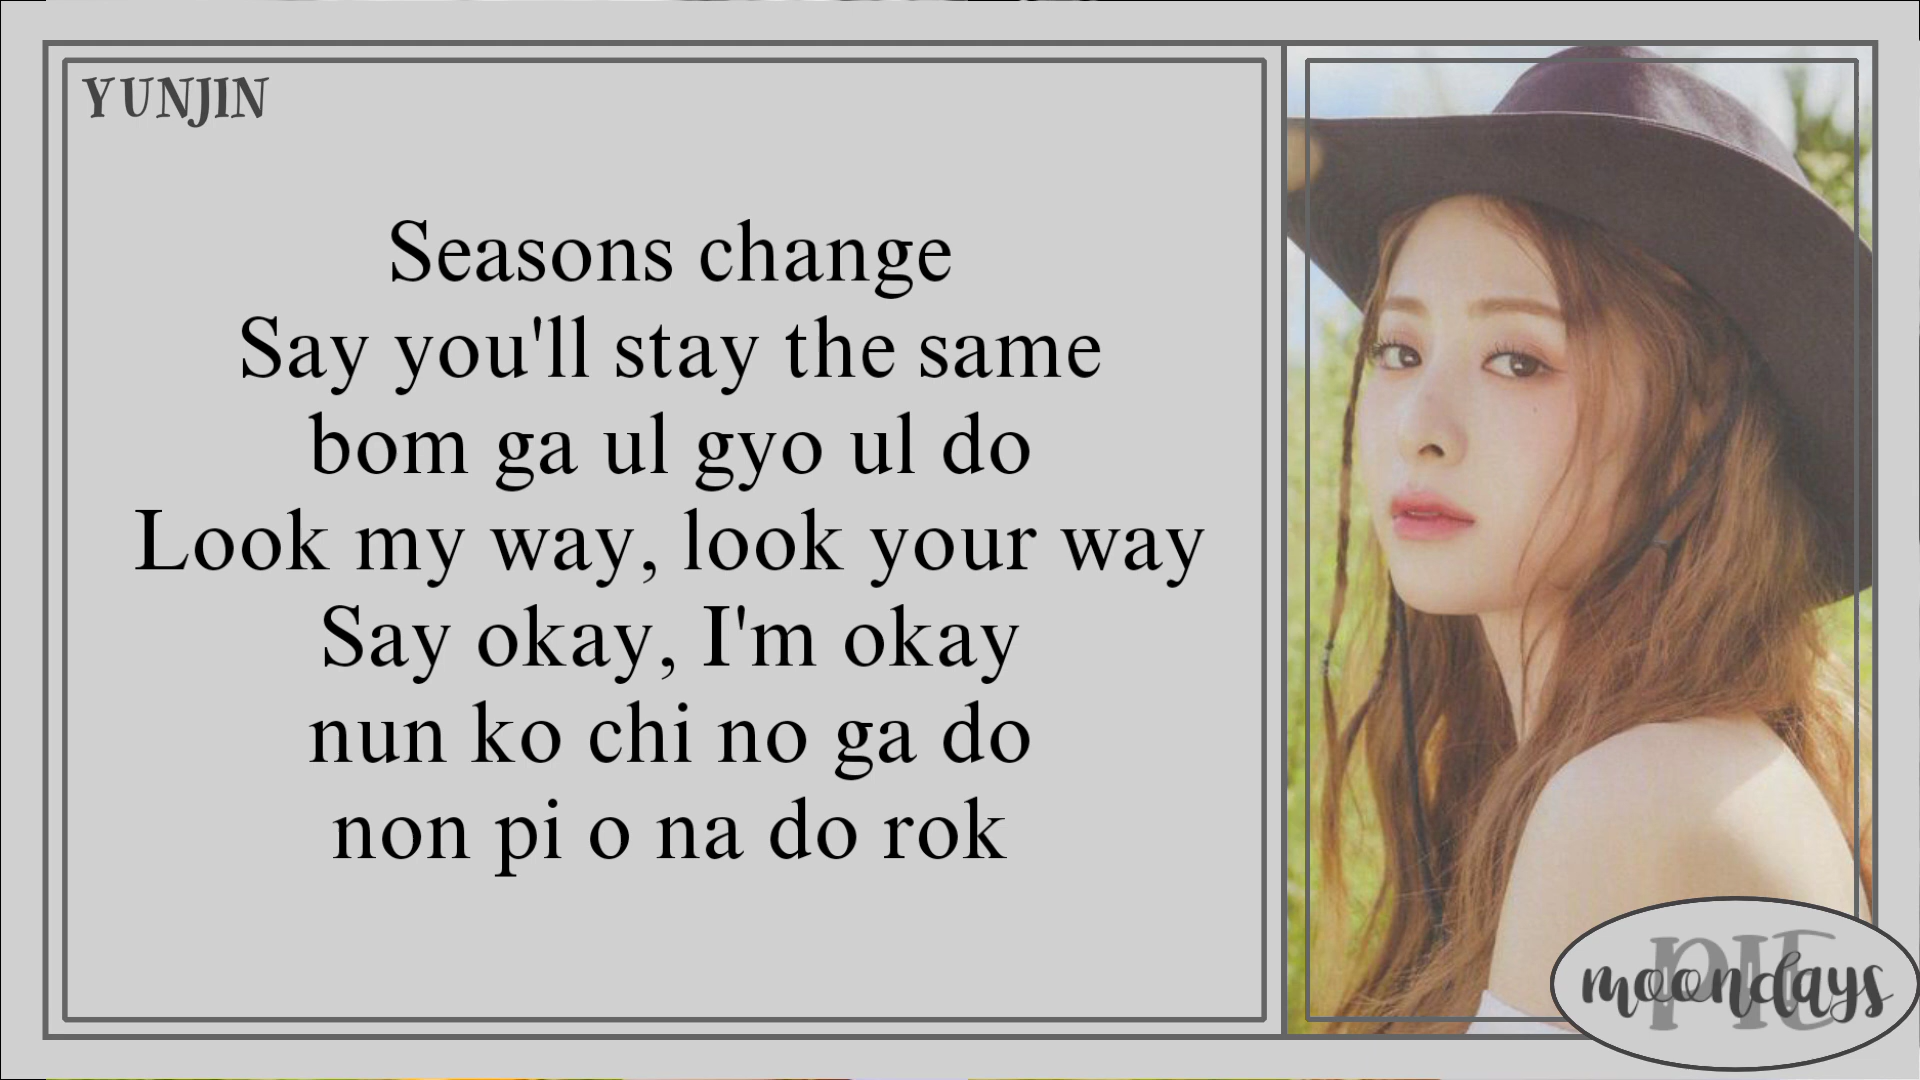 YUNJIN
Seasons change
Say you'll stay the same
bom ga ul gyo ul do
Look my way, look your way
Say okay, I'm okay
nun ko chi no ga do
non pi o na do rok
PIE
moondays